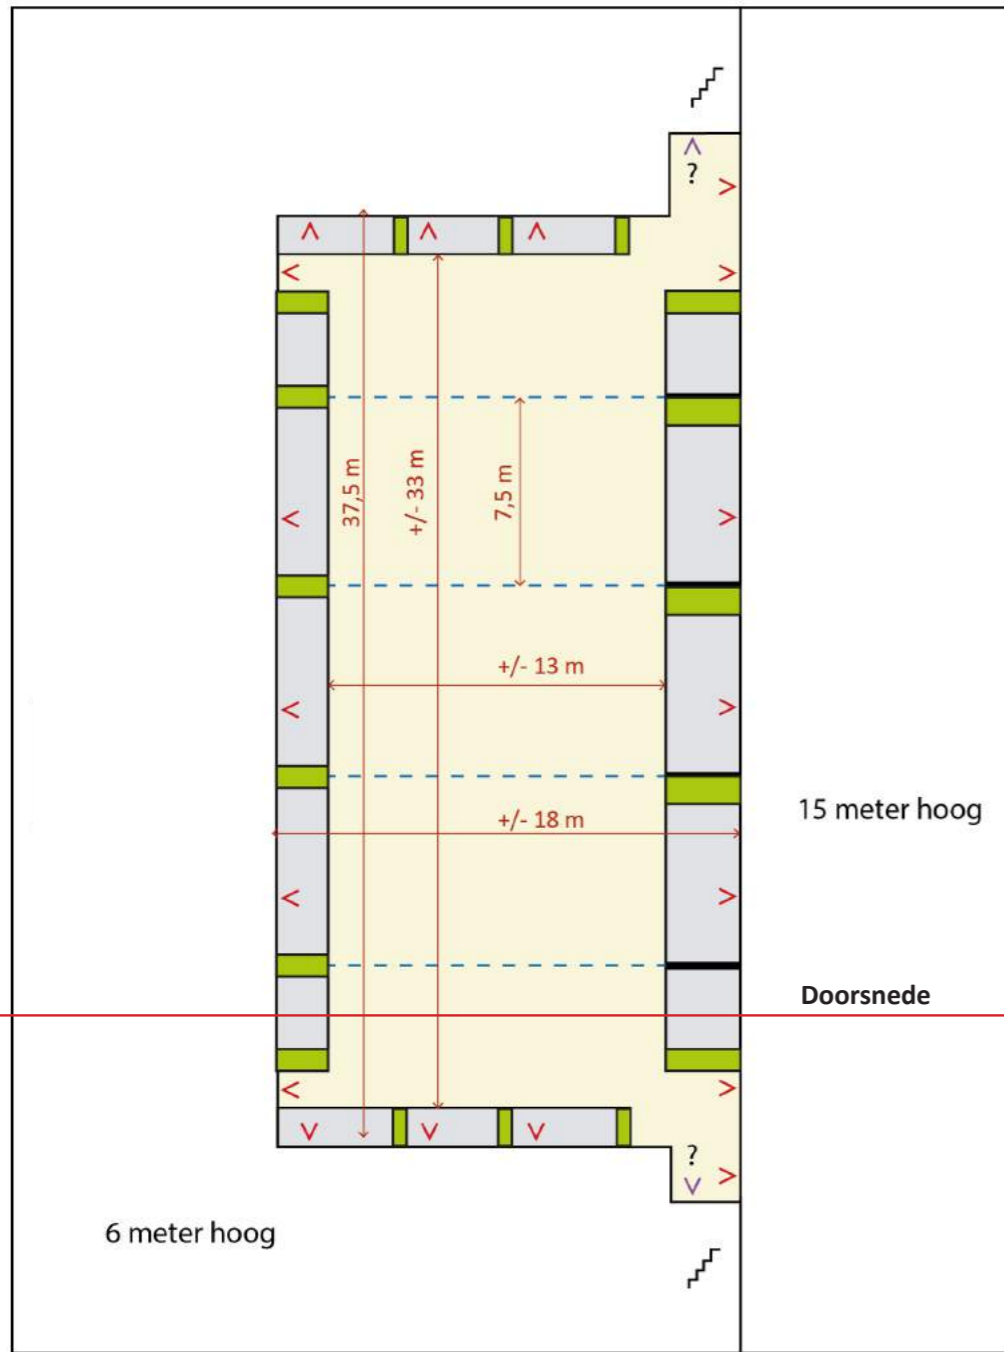 ?
37,5 m
+/- 33 m
7,5 m
+/- 13 m
+/- 18 m
15 meter hoog
Doorsnede
?
6 meter hoog